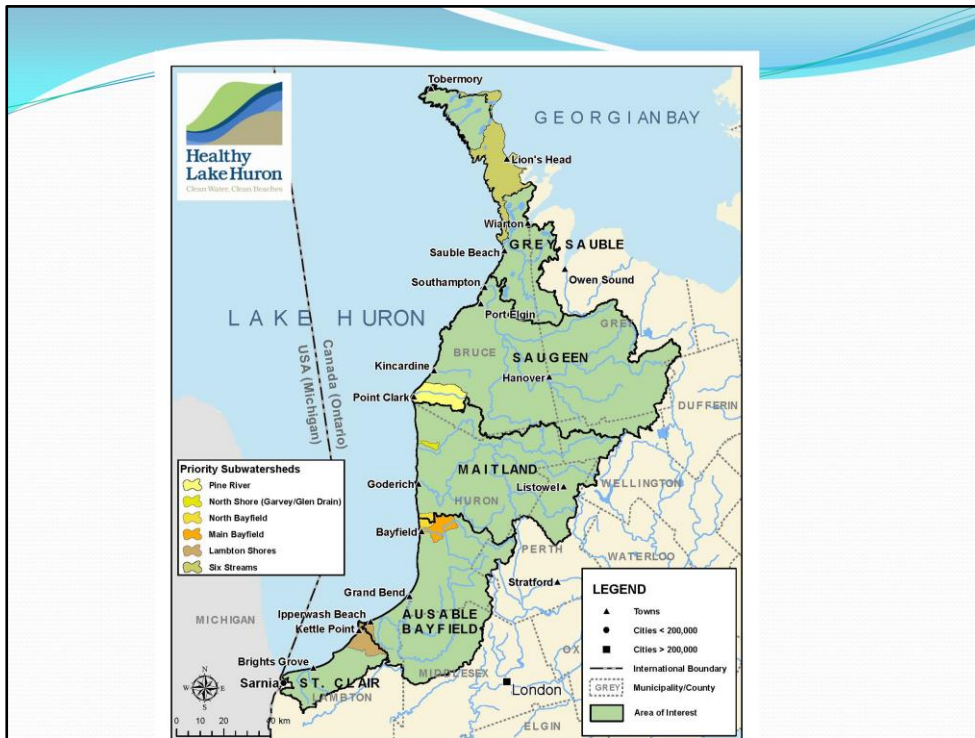 Healthy
Lake Huron
Clean Water, Clean Beaches
Tobermory
GEORGIAN BAY
Lion's Head
Wiarton
GREY SAUBLE
Sauble Beach
Owen Sound
Southampton
LAKE HURON
Port Elgin
GREY
BRUCE
SAUGEEN
Kincardine
Hanover
Canada (Ontario)
USA (Michigan)
Point Clark
DUFFERIN
MAITLAND
Goderich
Listowel
WELLINGTON
HURON
Bayfield
PERTH
WATERLOO
Stratford
Grand Bend
AUSABLE
BAYFIELD
Ipperwash Beach
Kettle Point
MICHIGAN
Brights Grove
Sarnia
ST. CLAIR
LAMBTON
MIDDLESEX
London
OX
ELGIN
Priority Subwatersheds
Pine River
North Shore (Garvey/Glen Drain)
North Bayfield
Main Bayfield
Lambton Shores
Six Streams
LEGEND
Towns
Cities < 200,000
Cities > 200,000
International Boundary
GREY Municipality/County
Area of Interest
N
W E
S
0 10 20 40 km